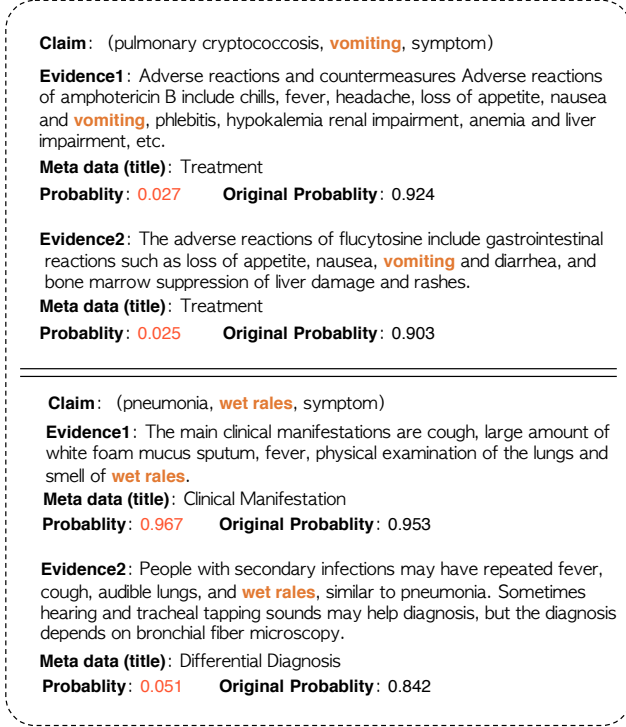 Claim: (pulmonary cryptococcosis, vomiting, symptom)
Evidence1: Adverse reactions and countermeasures Adverse reactions
of amphotericin B include chills, fever, headache, loss of appetite, nausea
and vomiting, phlebitis, hypokalemia renal impairment, anemia and liver
impairment, etc.
Meta data (title): Treatment
Probablity: 0.027 Original Probablity: 0.924
Evidence2: The adverse reactions of flucytosine include gastrointestinal
reactions such as loss of appetite, nausea, vomiting and diarrhea, and
bone marrow suppression of liver damage and rashes.
Meta data (title): Treatment
Probablity: 0.025 Original Probablity: 0.903
Claim: (pneumonia, wet rales, symptom)
Evidence1: The main clinical manifestations are cough, large amount of
white foam mucus sputum, fever, physical examination of the lungs and
smell of wet rales.
Meta data (title): Clinical Manifestation
Probablity: 0.967 Original Probablity: 0.953
Evidence2: People with secondary infections may have repeated fever,
cough, audible lungs, and wet rales, similar to pneumonia. Sometimes
hearing and tracheal tapping sounds may help diagnosis, but the diagnosis
depends on bronchial fiber microscopy.
Meta data (title): Differential Diagnosis
Probablity: 0.051 Original Probablity: 0.842